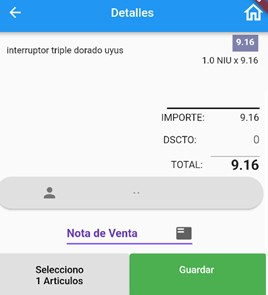 Detalles
9.16
interruptor triple dorado uyus
1.0 NIU x 9.16
IMPORTE: 9.16
DSCTO: 0
TOTAL: 9.16
--
Nota de Venta
Selecciono
1 Articulos
Guardar